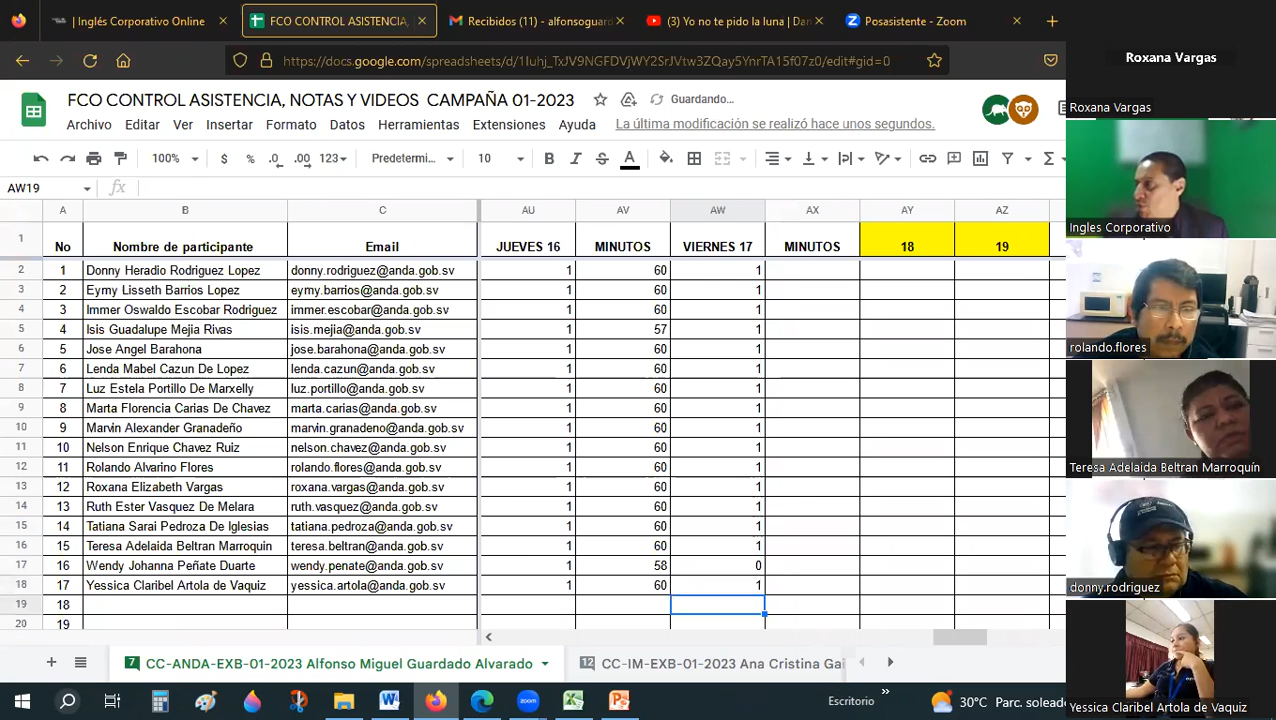 Inglés Corporativo Online
FCO CONTROL ASISTENCIA,
Recibidos (11) - alfonsoguar
(3) Yo no te pido la luna | Dan
Posasistente - Zoom
FCO CONTROL ASISTENCIA, NOTAS Y VIDEOS CAMPAÑA 01-2023
Guardando...
Archivo Editar Ver Insertar Formato Datos Herramientas Extensiones Ayuda La última modificación se realizó hace unos segundos.
100% $ % .0 .00 123 Predetermi... 10 B I S A
AW19 fx
A B C AU AV AW AX AY AZ
1 No Nombre de participante Email JUEVES 16 MINUTOS VIERNES 17 MINUTOS 18 19
2 1 Donny Heradio Rodriguez Lopez donny.rodriguez@anda.gob.sv 1 60 1
3 2 Eymy Lisseth Barrios Lopez eymy.barrios@anda.gob.sv 1 60 1
4 3 Immer Oswaldo Escobar Rodriguez immer.escobar@anda.gob.sv 1 60 1
5 4 Isis Guadalupe Mejia Rivas isis.mejia@anda.gob.sv 1 57 1
6 5 Jose Angel Barahona jose.barahona@anda.gob.sv 1 60 1
7 6 Lenda Mabel Cazun De Lopez lenda.cazun@anda.gob.sv 1 60 1
8 7 Luz Estela Portillo De Marxelly luz.portillo@anda.gob.sv 1 60 1
9 8 Marta Florencia Carias De Chavez marta.carias@anda.gob.sv 1 60 1
10 9 Marvin Alexander Granadeño marvin.granadeno@anda.gob.sv 1 60 1
11 10 Nelson Enrique Chavez Ruiz nelson.chavez@anda.gob.sv 1 60 1
12 11 Rolando Alvarino Flores rolando.flores@anda.gob.sv 1 60 1
13 12 Roxana Elizabeth Vargas roxana.vargas@anda.gob.sv 1 60 1
14 13 Ruth Ester Vasquez De Melara ruth.vasquez@anda.gob.sv 1 60 1
15 14 Tatiana Sarai Pedroza De Iglesias tatiana.pedroza@anda.gob.sv 1 60 1
16 15 Teresa Adelaida Beltran Marroquin teresa.beltran@anda.gob.sv 1 60 1
17 16 Wendy Johanna Peñate Duarte wendy.penate@anda.gob.sv 1 58 0
18 17 Yessica Claribel Artola de Vaquiz yessica.artola@anda.gob.sv 1 60 1
19 18
20 19
7 CC-ANDA-EXB-01-2023 Alfonso Miguel Guardado Alvarado
12 CC-IM-EXB-01-2023 Ana Cristina Gai
Escritorio » 30°C Parc. soleado
Roxana Vargas
Roxana Vargas
Ingles Corporativo
rolando.flores
Teresa Adelaida Beltran Marroquín
donny.rodriguez
Yessica Claribel Artola de Vaquiz